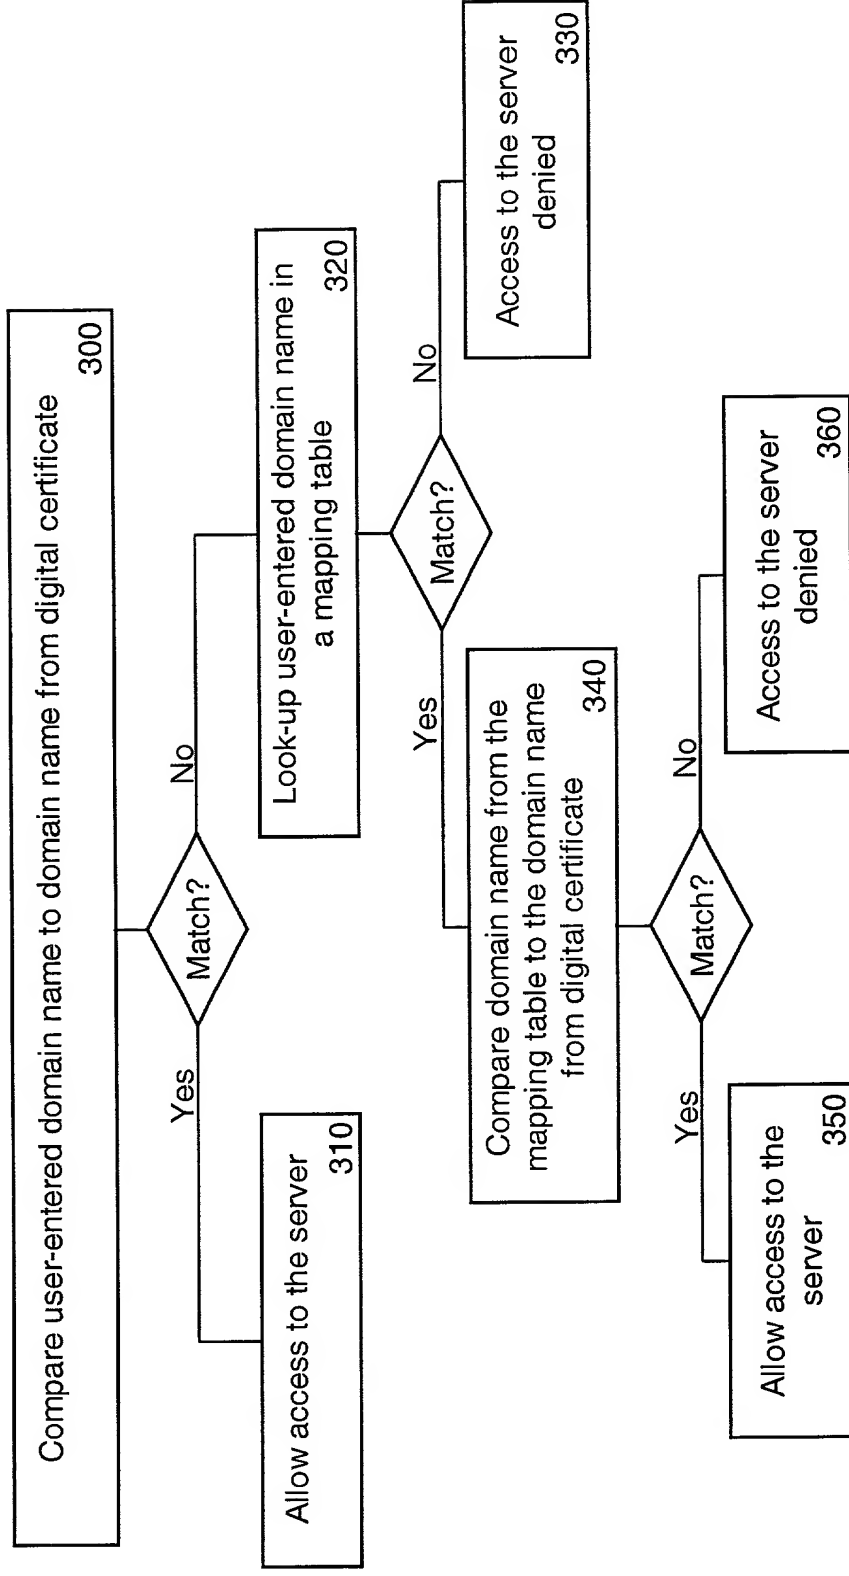 Compare user-entered domain name to domain name from digital certificate
300
Match?
Yes
No
Allow access to the server
310
Look-up user-entered domain name in
a mapping table
320
Match?
Yes
No
Compare domain name from the
mapping table to the domain name
from digital certificate
340
Access to the server
denied
330
Match?
Yes
No
Allow access to the
server
350
Access to the server
denied
360